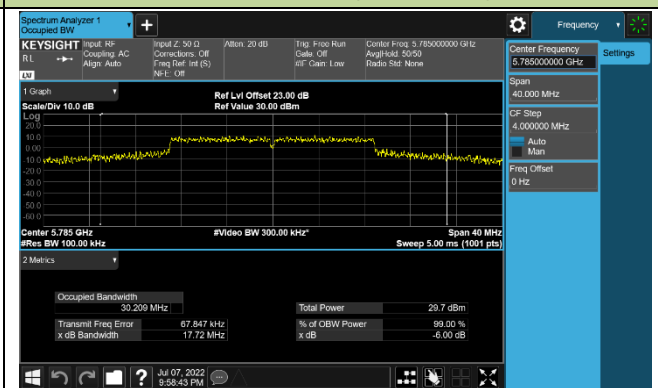 Spectrum Analyzer 1
Occupied BW
Frequency
KEYSIGHT
RL
LXI
Input: RF
Coupling: AC
Align: Auto
Input Z: 50 Ω
Corrections: Off
Freq Ref: Int (S)
NFE: Off
Atten: 20 dB
Trig: Free Run
Gate: Off
#IF Gain: Low
Center Freq: 5.785000000 GHz
Avg|Hold: 50/50
Radio Std: None
Center Frequency
5.785000000 GHz
Settings
Span
40.000 MHz
CF Step
4.000000 MHz
Auto
Man
Freq Offset
0 Hz
1 Graph
Scale/Div 10.0 dB
Ref Lvl Offset 23.00 dB
Ref Value 30.00 dBm
Log
20.0
10.0
0.00
-10.0
-20.0
-30.0
-40.0
-50.0
-60.0
Center 5.785 GHz
#Video BW 300.00 kHz*
Span 40 MHz
#Res BW 100.00 kHz
Sweep 5.00 ms (1001 pts)
2 Metrics
Occupied Bandwidth
30.209 MHz
Total Power 29.7 dBm
Transmit Freq Error 67.847 kHz
% of OBW Power 99.00 %
x dB Bandwidth 17.72 MHz
x dB -6.00 dB
Jul 07, 2022
9:58:43 PM